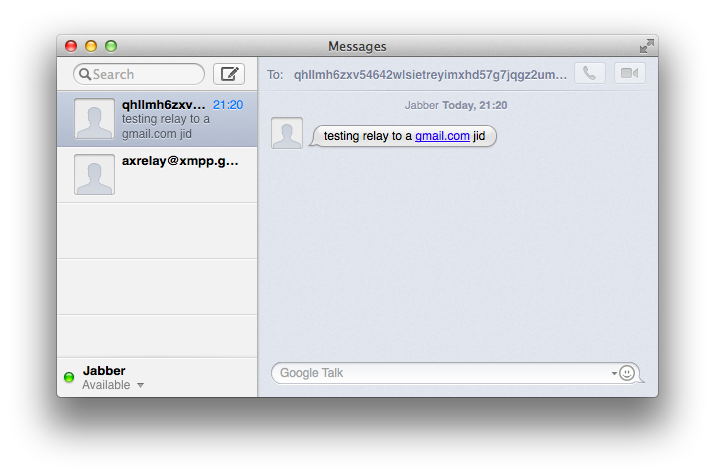 Messages
Search
qhllmh6zxv... 21:20
testing relay to a
gmail.com jid
axrelay@xmpp.g...
Jabber
Available
To: qhllmh6zxv54642wlsietreyimxhd57g7jqgz2um...
Jabber Today, 21:20
testing relay to a gmail.com jid
Google Talk